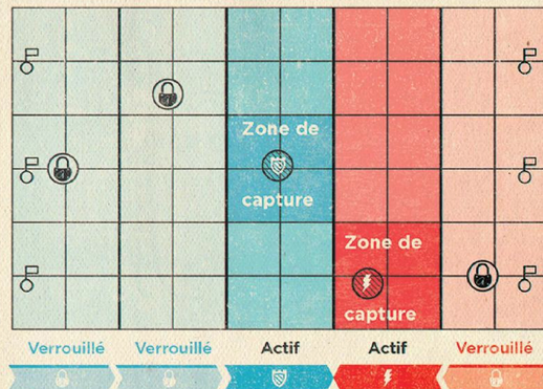 Zone de
capture
Zone de
capture
Verrouillé Verrouillé Actif Actif Verrouillé